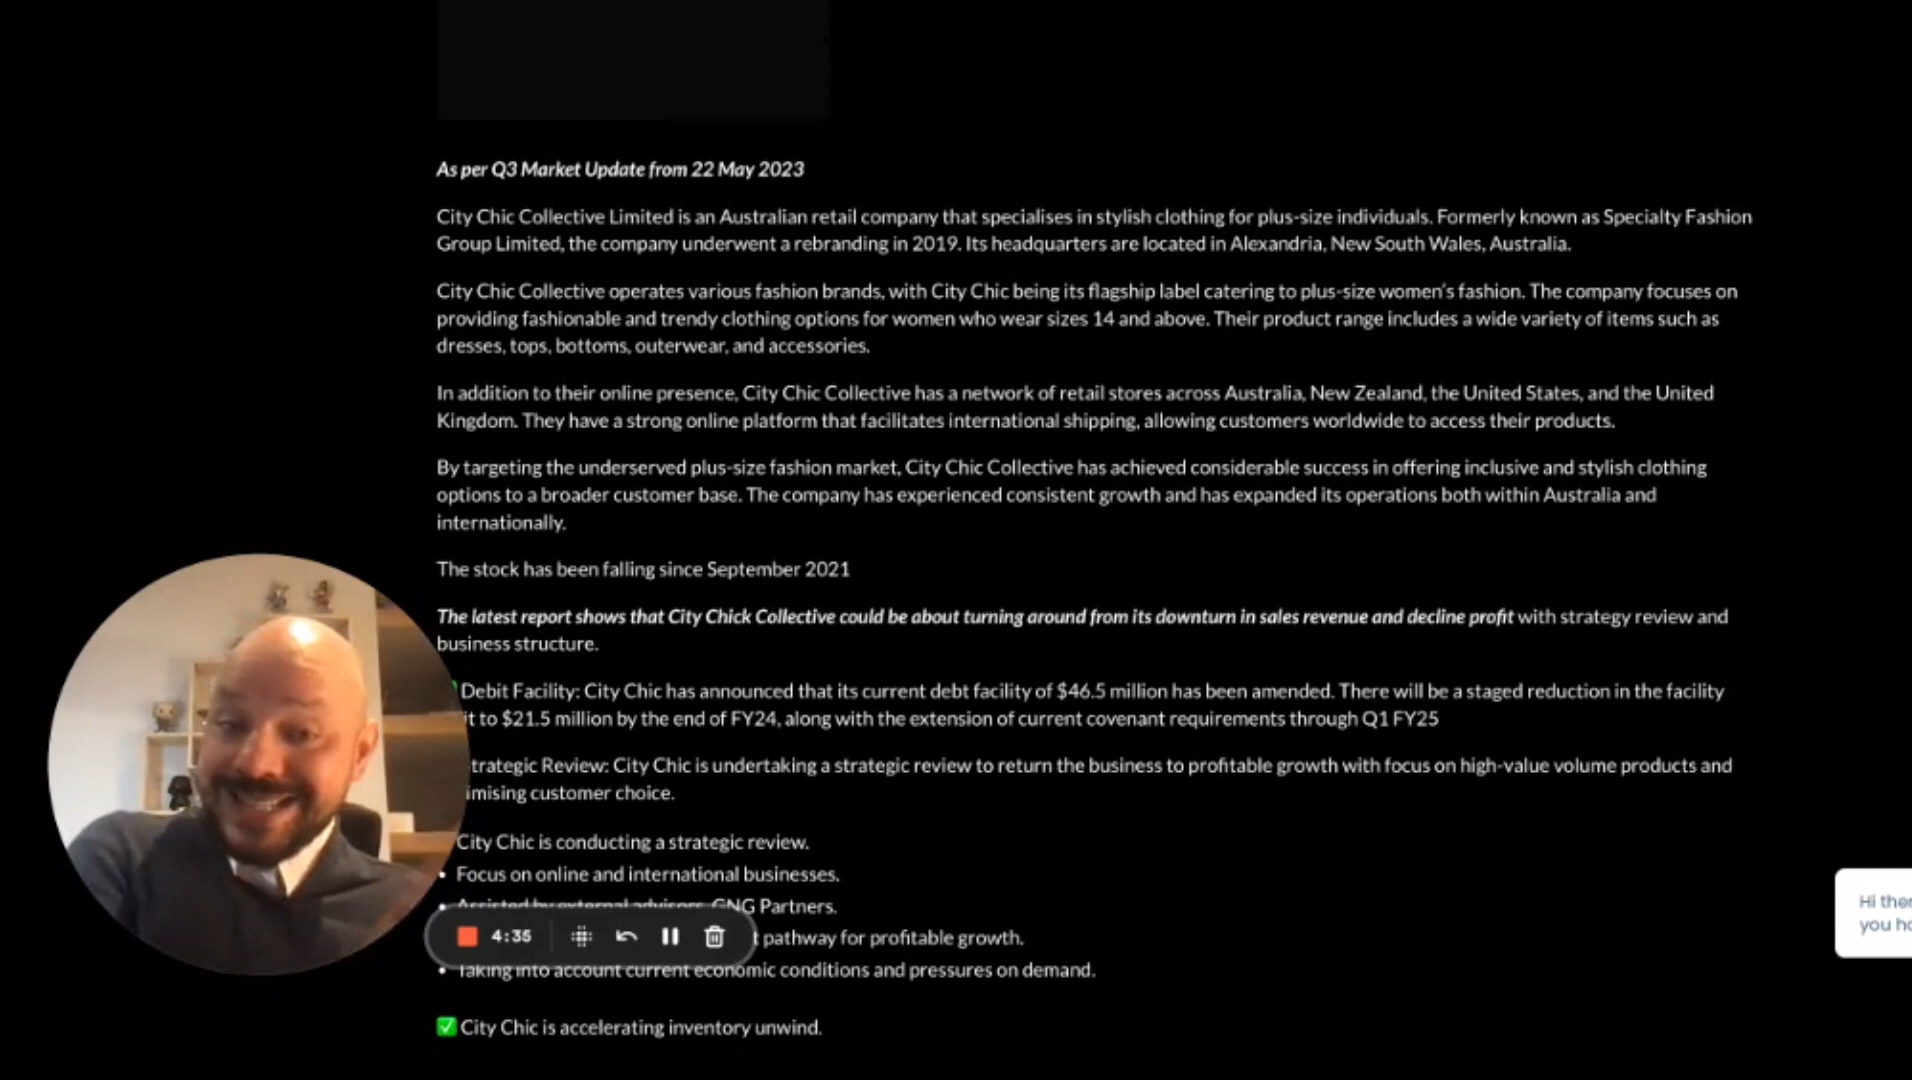 As per Q3 Market Update from 22 May 2023
City Chic Collective Limited is an Australian retail company that specialises in stylish clothing for plus-size individuals. Formerly known as Specialty Fashion
Group Limited, the company underwent a rebranding in 2019. Its headquarters are located in Alexandria, New South Wales, Australia.
City Chic Collective operates various fashion brands, with City Chic being its flagship label catering to plus-size women's fashion. The company focuses on
providing fashionable and trendy clothing options for women who wear sizes 14 and above. Their product range includes a wide variety of items such as
dresses, tops, bottoms, outerwear, and accessories.
In addition to their online presence, City Chic Collective has a network of retail stores across Australia, New Zealand, the United States, and the United
Kingdom. They have a strong online platform that facilitates international shipping, allowing customers worldwide to access their products.
By targeting the underserved plus-size fashion market, City Chic Collective has achieved considerable success in offering inclusive and stylish clothing
options to a broader customer base. The company has experienced consistent growth and has expanded its operations both within Australia and
internationally.
The stock has been falling since September 2021
The latest report shows that City Chick Collective could be about turning around from its downturn in sales revenue and decline profit with strategy review and
business structure.
Debit Facility: City Chic has announced that its current debt facility of $46.5 million has been amended. There will be a staged reduction in the facility
it to $21.5 million by the end of FY24, along with the extension of current covenant requirements through Q1 FY25
trategic Review: City Chic is undertaking a strategic review to return the business to profitable growth with focus on high-value volume products and
imising customer choice.
City Chic is conducting a strategic review.
• Focus on online and international businesses.
• Assisted by external advisors, GNG Partners.
t pathway for profitable growth.
• Taking into account current economic conditions and pressures on demand.
✅ City Chic is accelerating inventory unwind.
4:35
Hi ther
you ha